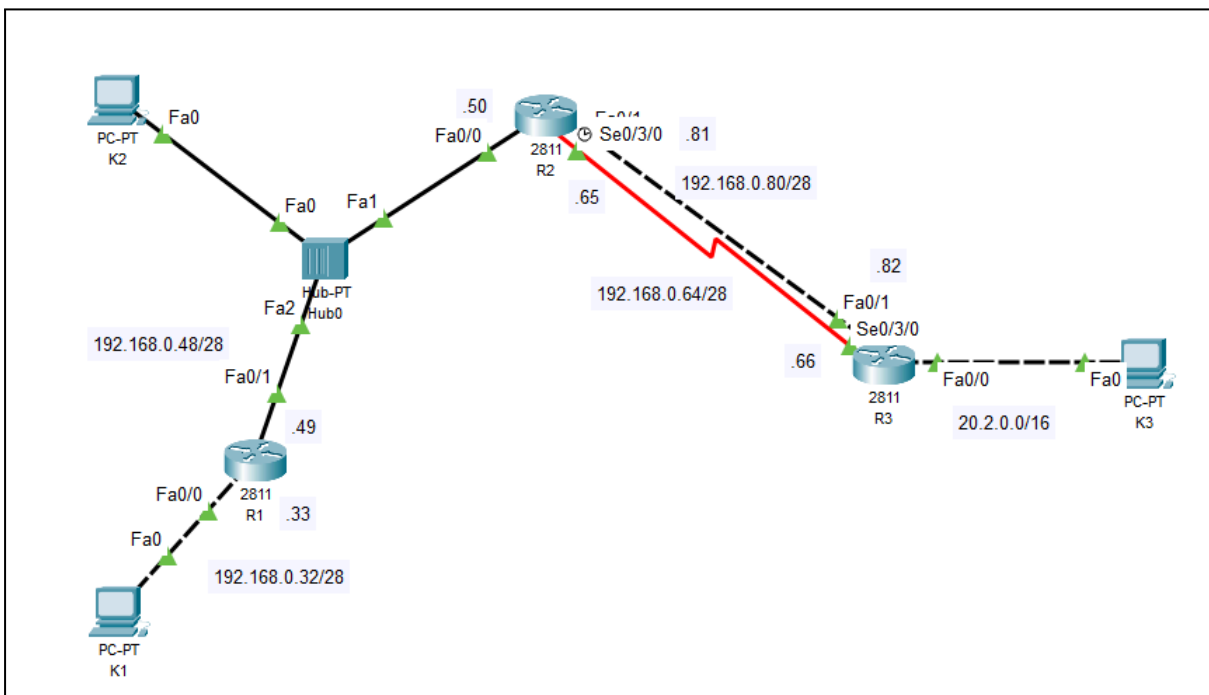 Fa0
PC-PT
K2
.50
Fa0/0
Fa0/1
Se0/3/0
.81
2811
R2
192.168.0.80/28
.65
Fa0
Fa1
Hub-PT
Hub0
Fa2
192.168.0.64/28
.82
Fa0/1
Se0/3/0
192.168.0.48/28
Fa0/1
.66
Fa0/0
Fa0
2811
R3
PC-PT
K3
20.2.0.0/16
.49
Fa0/0
2811
R1
.33
Fa0
192.168.0.32/28
PC-PT
K1